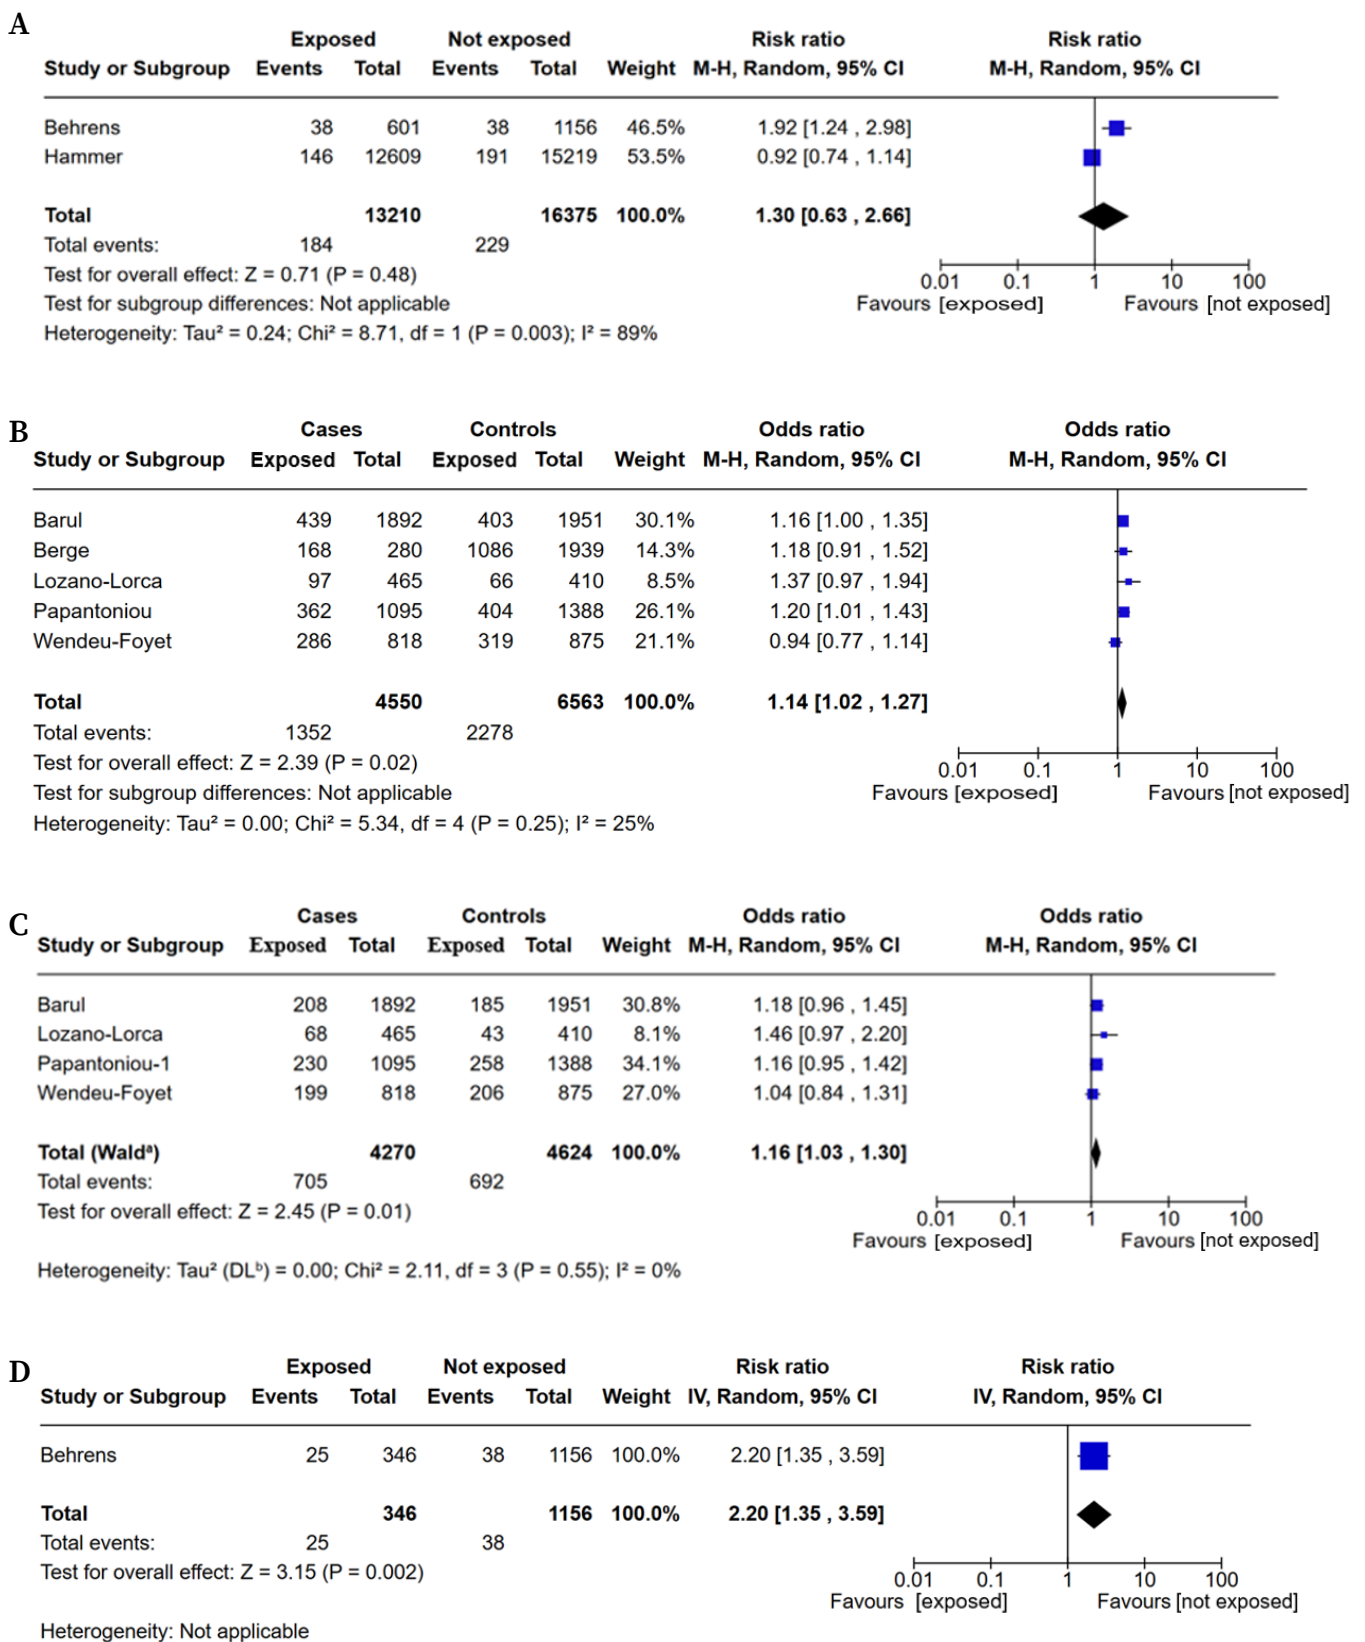 A
Exposed Not exposed Risk ratio Risk ratio
Study or Subgroup Events Total Events Total Weight M-H, Random, 95% CI M-H, Random, 95% CI
Behrens 38 601 38 1156 46.5% 1.92 [1.24 , 2.98]
Hammer 146 12609 191 15219 53.5% 0.92 [0.74 , 1.14]
Total 13210 16375 100.0% 1.30 [0.63 , 2.66]
Total events: 184 229
Test for overall effect: Z = 0.71 (P = 0.48)
0.01 0.1 1 10 100
Test for subgroup differences: Not applicable Favours [exposed] Favours [not exposed]
Heterogeneity: Tau² = 0.24; Chi² = 8.71, df = 1 (P = 0.003); I² = 89%
B
Cases Controls Odds ratio Odds ratio
Study or Subgroup Exposed Total Exposed Total Weight M-H, Random, 95% CI M-H, Random, 95% CI
Barul 439 1892 403 1951 30.1% 1.16 [1.00 , 1.35]
Berge 168 280 1086 1939 14.3% 1.18 [0.91 , 1.52]
Lozano-Lorca 97 465 66 410 8.5% 1.37 [0.97 , 1.94]
Papantoniou 362 1095 404 1388 26.1% 1.20 [1.01 , 1.43]
Wendeu-Foyet 286 818 319 875 21.1% 0.94 [0.77 , 1.14]
Total 4550 6563 100.0% 1.14 [1.02 , 1.27]
Total events: 1352 2278
Test for overall effect: Z = 2.39 (P = 0.02) 0.01 0.1 1 10 100
Test for subgroup differences: Not applicable Favours [exposed] Favours [not exposed]
Heterogeneity: Tau² = 0.00; Chi² = 5.34, df = 4 (P = 0.25); I² = 25%
C
Cases Controls Odds ratio Odds ratio
Study or Subgroup Exposed Total Exposed Total Weight M-H, Random, 95% CI M-H, Random, 95% CI
Barul 208 1892 185 1951 30.8% 1.18 [0.96 , 1.45]
Lozano-Lorca 68 465 43 410 8.1% 1.46 [0.97 , 2.20]
Papantoniou-1 230 1095 258 1388 34.1% 1.16 [0.95 , 1.42]
Wendeu-Foyet 199 818 206 875 27.0% 1.04 [0.84 , 1.31]
Total (Waldᵃ) 4270 4624 100.0% 1.16 [1.03 , 1.30]
Total events: 705 692
Test for overall effect: Z = 2.45 (P = 0.01) 0.01 0.1 1 10 100
Favours [exposed] Favours [not exposed]
Heterogeneity: Tau² (DLᵇ) = 0.00; Chi² = 2.11, df = 3 (P = 0.55); I² = 0%
D
Exposed Not exposed Risk ratio Risk ratio
Study or Subgroup Events Total Events Total Weight IV, Random, 95% CI IV, Random, 95% CI
Behrens 25 346 38 1156 100.0% 2.20 [1.35 , 3.59]
Total 346 1156 100.0% 2.20 [1.35 , 3.59]
Total events: 25 38
Test for overall effect: Z = 3.15 (P = 0.002) 0.01 0.1 1 10 100
Favours [exposed] Favours [not exposed]
Heterogeneity: Not applicable